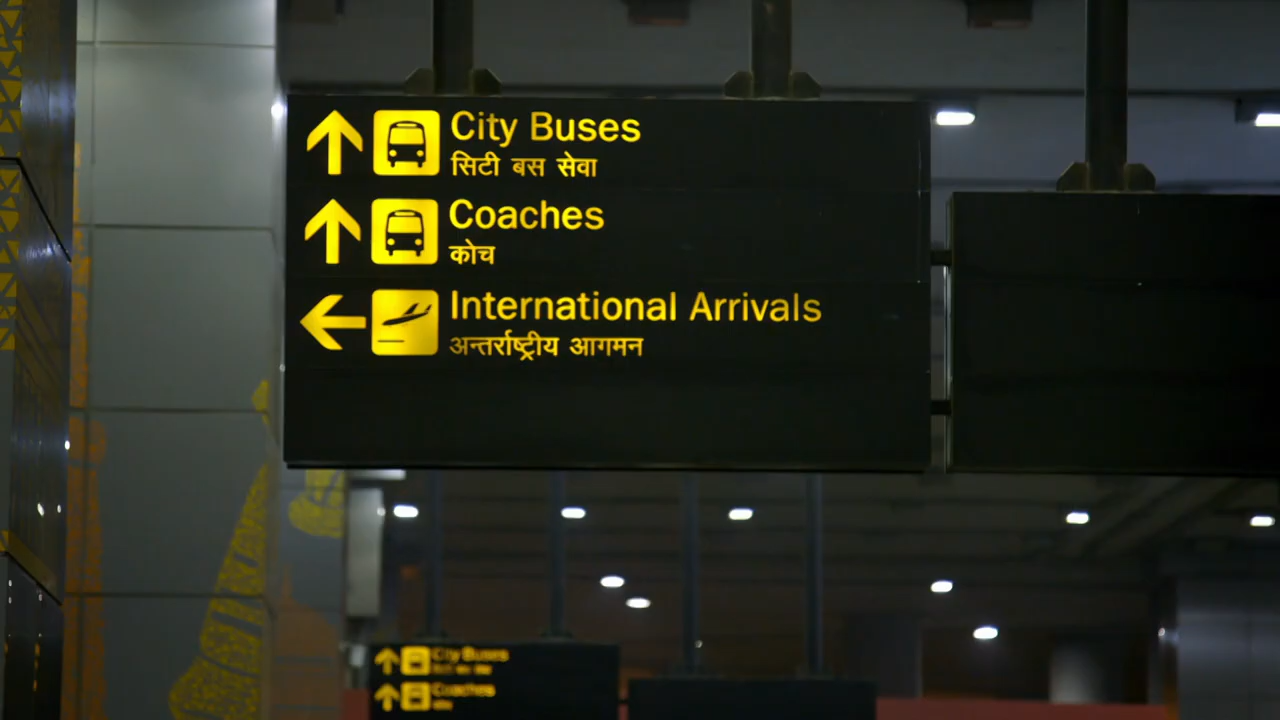 City Buses
सिटी बस सेवा
Coaches
कोच
International Arrivals
अन्तर्राष्ट्रीय आगमन
City Buses
Coaches